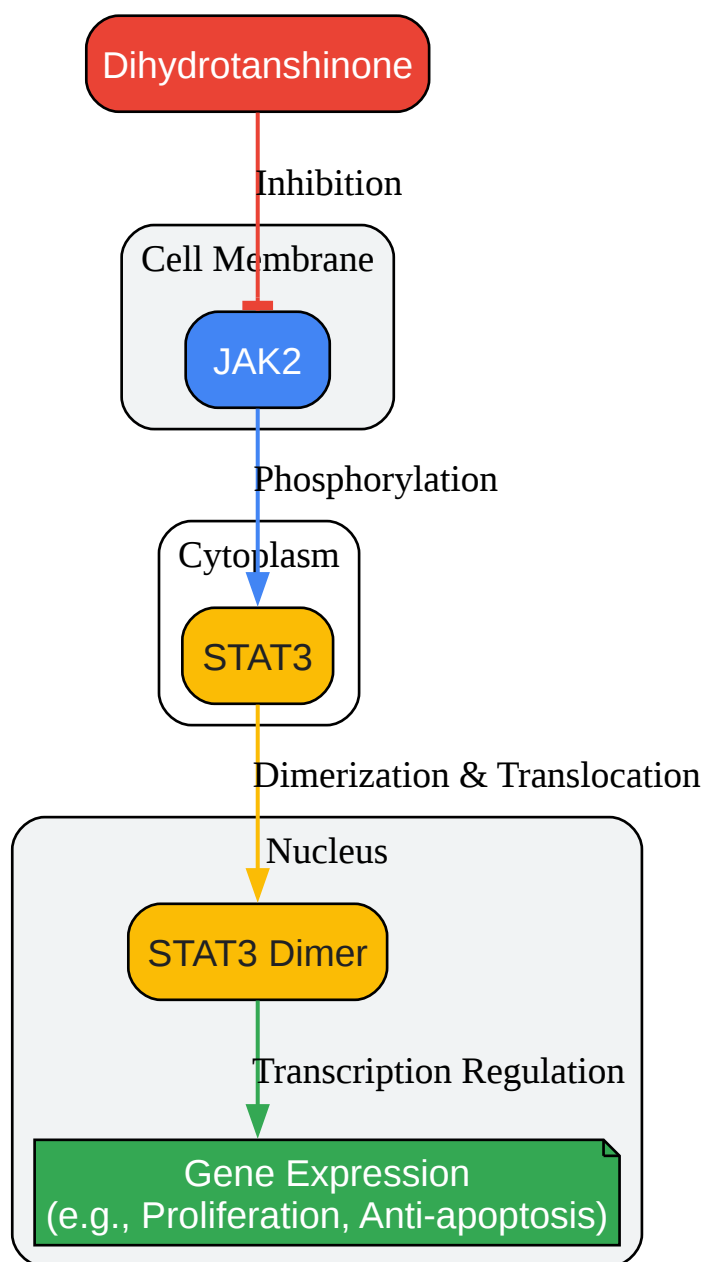 Dihydrotanshinone
Inhibition
Cell Membrane
JAK2
Phosphorylation
Cytoplasm
STAT3
Dimerization & Translocation
Nucleus
STAT3 Dimer
Transcription Regulation
Gene Expression
(e.g., Proliferation, Anti-apoptosis)